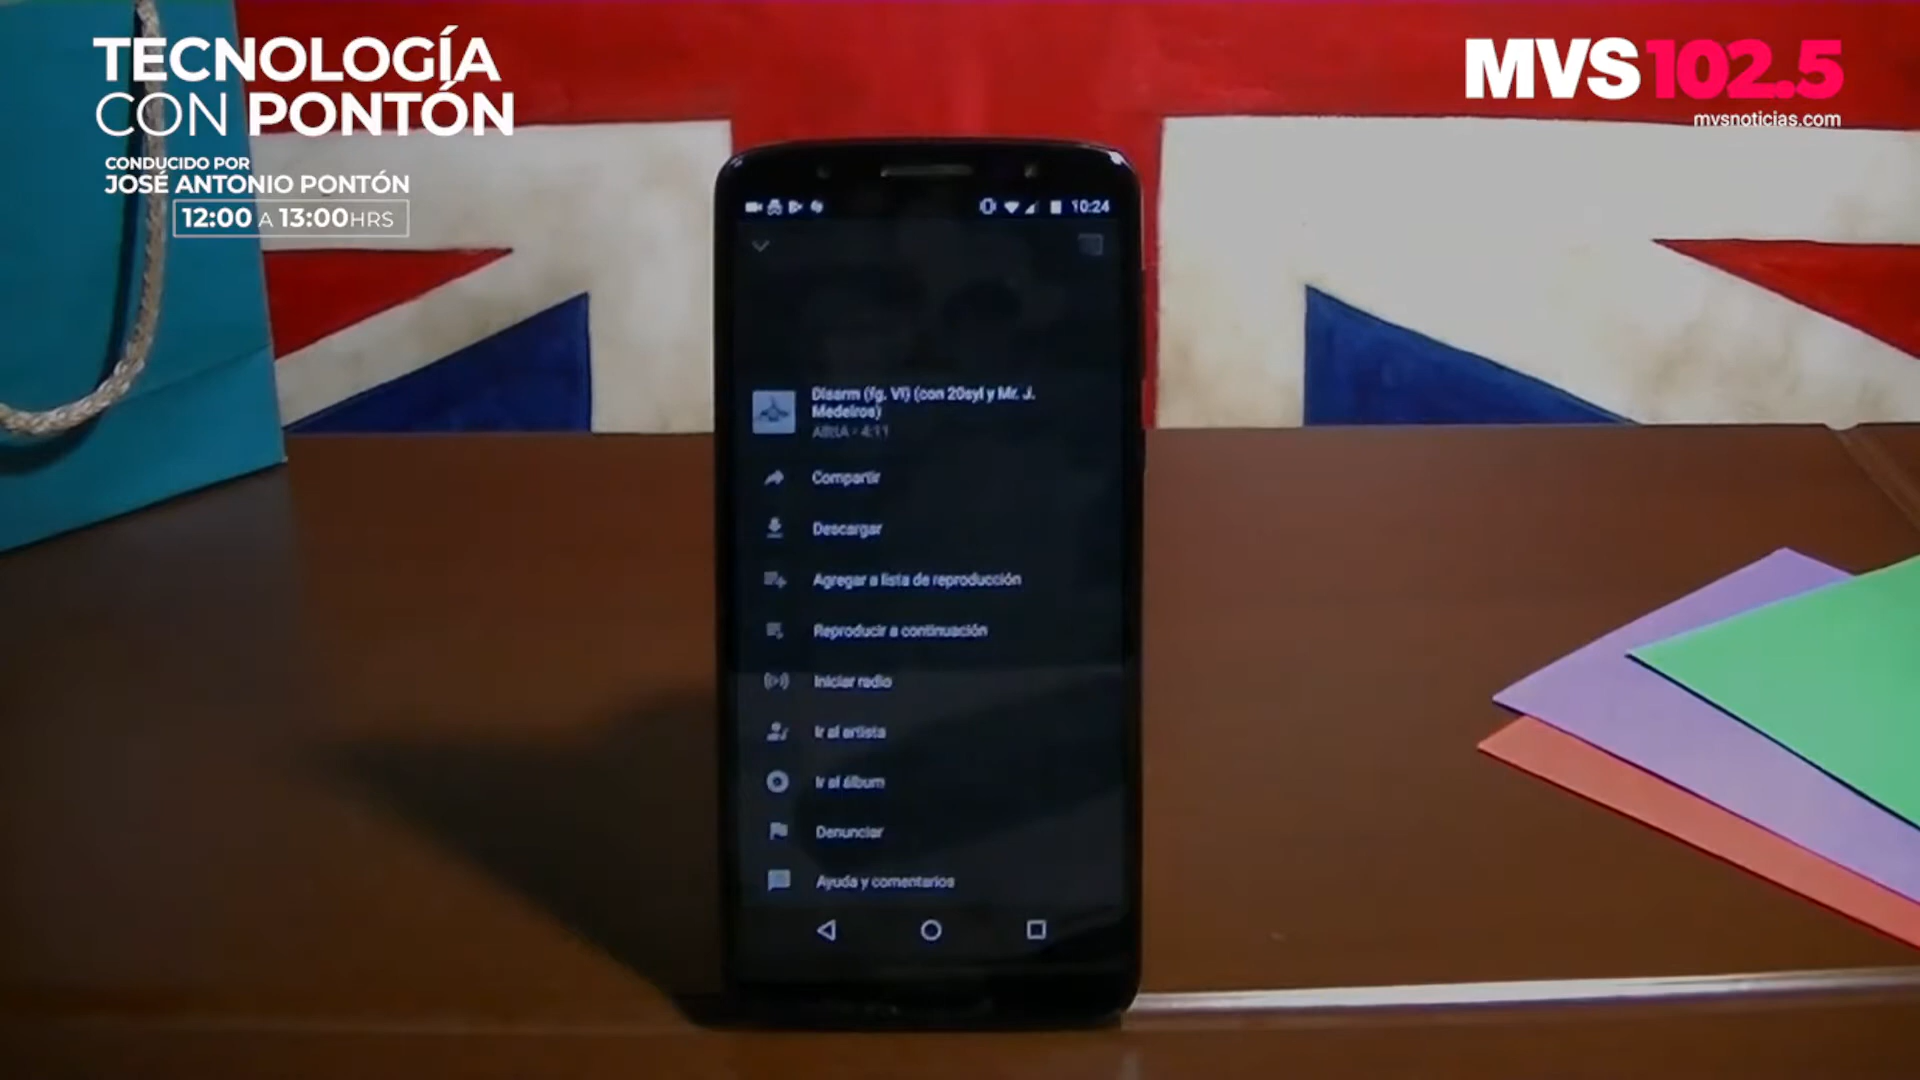 TECNOLOGÍA
CON PONTÓN
CONDUCIDO POR
JOSÉ ANTONIO PONTÓN
12:00 A 13:00HRS
MVS 102.5
mvsnoticias.com
10:24
Disarm (fg. VI) (con 20syl y Mr. J.
Medeiros)
4:11
Compartir
Descargar
Agregar a lista de reproducción
Reproducir a continuación
Iniciar radio
Ir al artista
Ir al álbum
Denunciar
Ayuda y comentarios